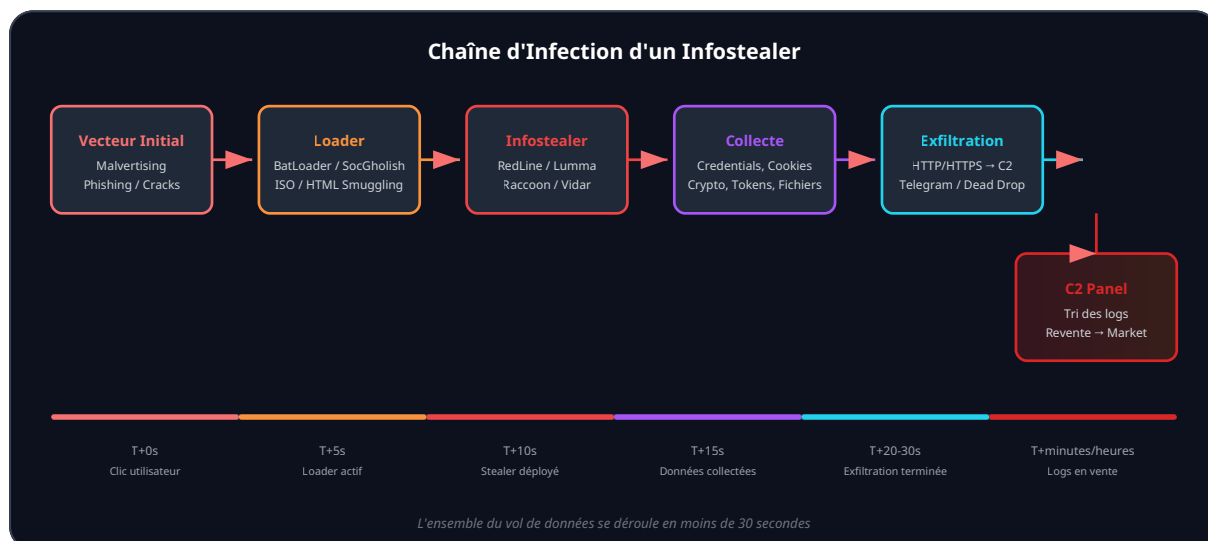 Chaîne d'Infection d'un Infostealer
Vecteur Initial
Malvertising
Phishing / Cracks
Loader
BatLoader / SocGholish
ISO / HTML Smuggling
Infostealer
RedLine / Lumma
Raccoon / Vidar
Collecte
Credentials, Cookies
Crypto, Tokens, Fichiers
Exfiltration
HTTP/HTTPS → C2
Telegram / Dead Drop
C2 Panel
Tri des logs
Revente → Market
T+0s
Clic utilisateur
T+5s
Loader actif
T+10s
Stealer déployé
T+15s
Données collectées
T+20-30s
Exfiltration terminée
T+minutes/heures
Logs en vente
L'ensemble du vol de données se déroule en moins de 30 secondes